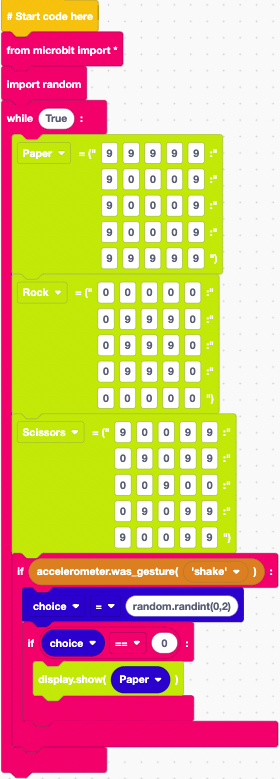 # Start code here
from microbit import *
import random
while True :
Paper = (" 9 9 9 9 9 :"
9 0 0 0 9 :"
9 0 0 0 9 :"
9 0 0 0 9 :"
9 9 9 9 9 ")
Rock = (" 0 0 0 0 0 :"
0 9 9 9 0 :"
0 9 9 9 0 :"
0 9 9 9 0 :"
0 0 0 0 0 ")
Scissors = (" 9 0 0 9 9 :"
0 9 0 9 9 :"
0 0 9 0 0 :"
0 9 0 9 9 :"
9 0 0 9 9 ")
if accelerometer.was_gesture( 'shake' ) :
choice = random.randint(0,2)
if choice == 0 :
display.show( Paper )